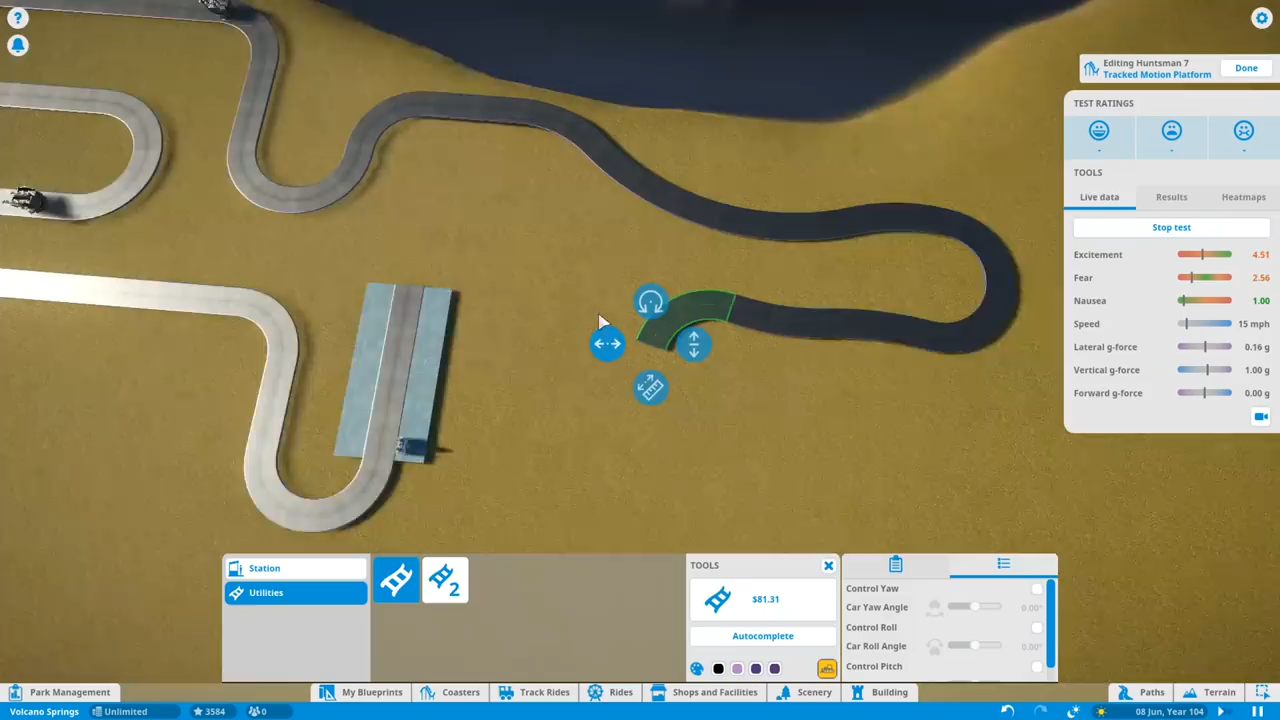 ?
Editing Huntsman 7
Tracked Motion Platform
Done
TEST RATINGS
- - -
TOOLS
Live data Results Heatmaps
Stop test
Excitement 4.51
Fear 2.56
Nausea 1.00
Speed 15 mph
Lateral g-force 0.16 g
Vertical g-force 1.00 g
Forward g-force 0.00 g
Station
Utilities
2
TOOLS
$81.31
Autocomplete
Control Yaw
Car Yaw Angle 0.00°
Control Roll
Car Roll Angle 0.00°
Control Pitch
Park Management My Blueprints Coasters Track Rides Rides Shops and Facilities Scenery Building Paths Terrain
Volcano Springs Unlimited 3584 0 08 Jun, Year 104